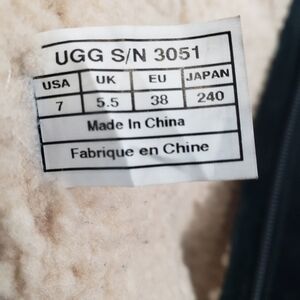 UGG S/N 3051
USA UK EU JAPAN
7 5.5 38 240
Made In China
Fabrique en Chine